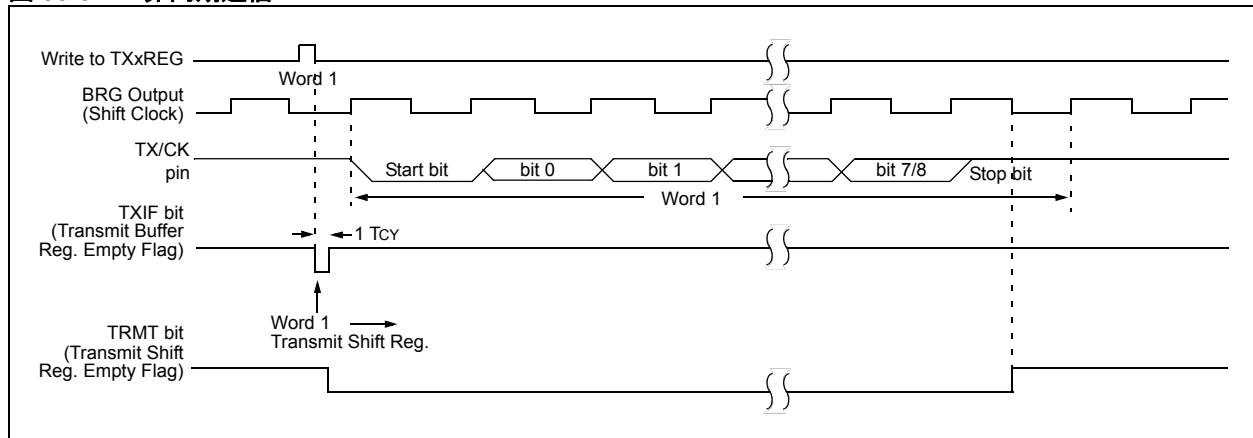 Write to TXxREG
Word 1
BRG Output
(Shift Clock)
TX/CK
pin
Start bit
bit 0
bit 1
bit 7/8
Stop bit
Word 1
TXIF bit
(Transmit Buffer
Reg. Empty Flag)
1 TCY
Word 1
Transmit Shift Reg.
TRMT bit
(Transmit Shift
Reg. Empty Flag)